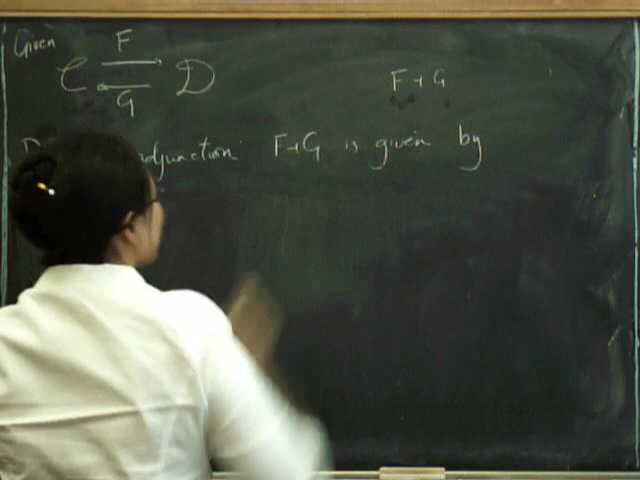 Given
F
C ⇄ D
G
F ⊣ G
adjunction F ⊣ G is given by